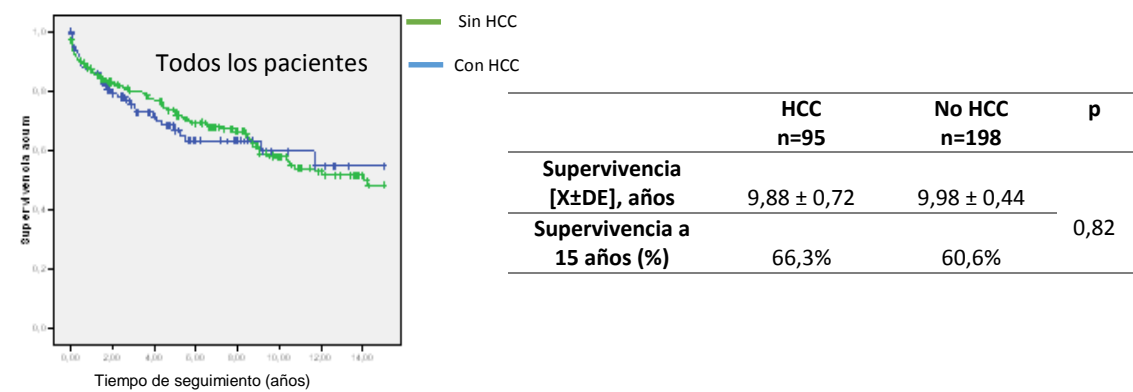 Sin HCC
Con HCC
Todos los pacientes
Supervivencia acum
1,0
0,8
0,6
0,4
0,2
0,0
0,00 2,00 4,00 6,00 8,00 10,00 12,00 14,00
Tiempo de seguimiento (años)
HCC No HCC p
n=95 n=198
Supervivencia
[X±DE], años 9,88 ± 0,72 9,98 ± 0,44
0,82
Supervivencia a
15 años (%) 66,3% 60,6%